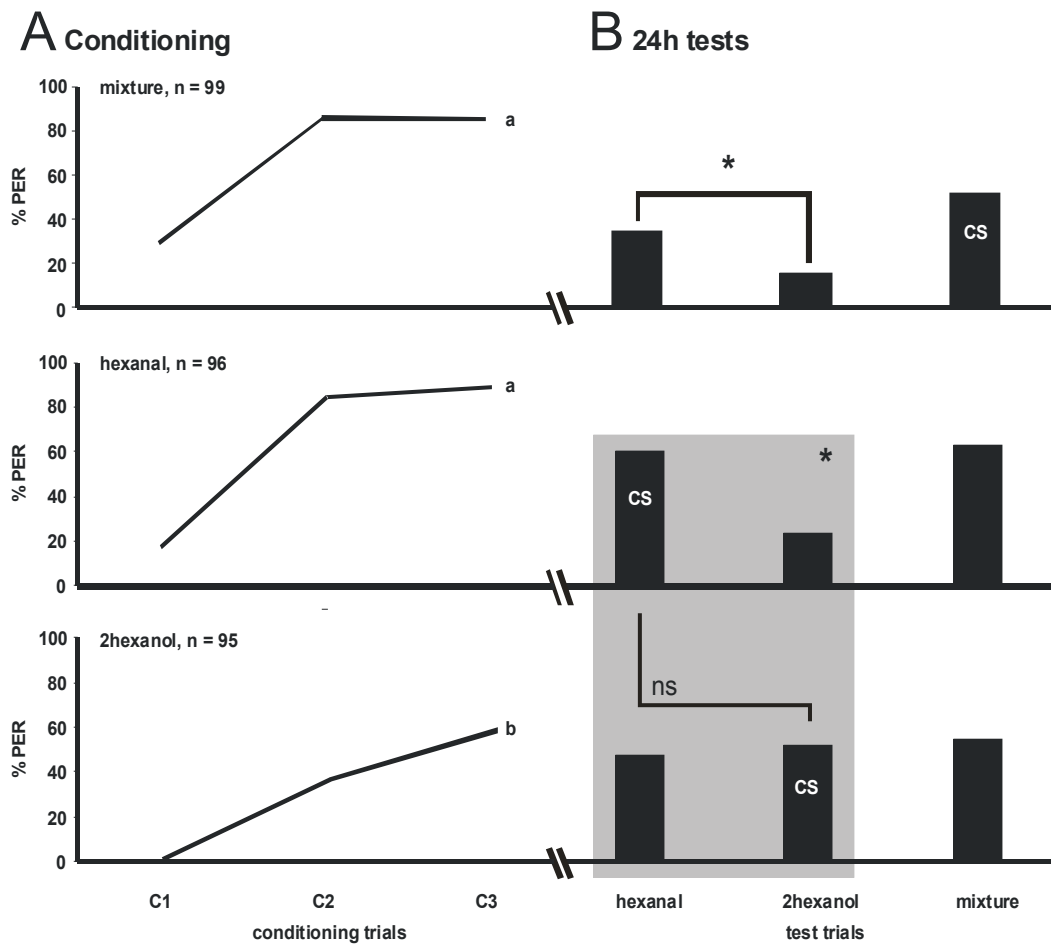 A Conditioning
B 24h tests
mixture, n = 99
100
80
60
40
20
0
% PER
a
*
CS
hexanal, n = 96
100
80
60
40
20
0
% PER
a
CS
*
2hexanol, n = 95
100
80
60
40
20
0
% PER
b
ns
CS
C1 C2 C3
conditioning trials
hexanal 2hexanol mixture
test trials